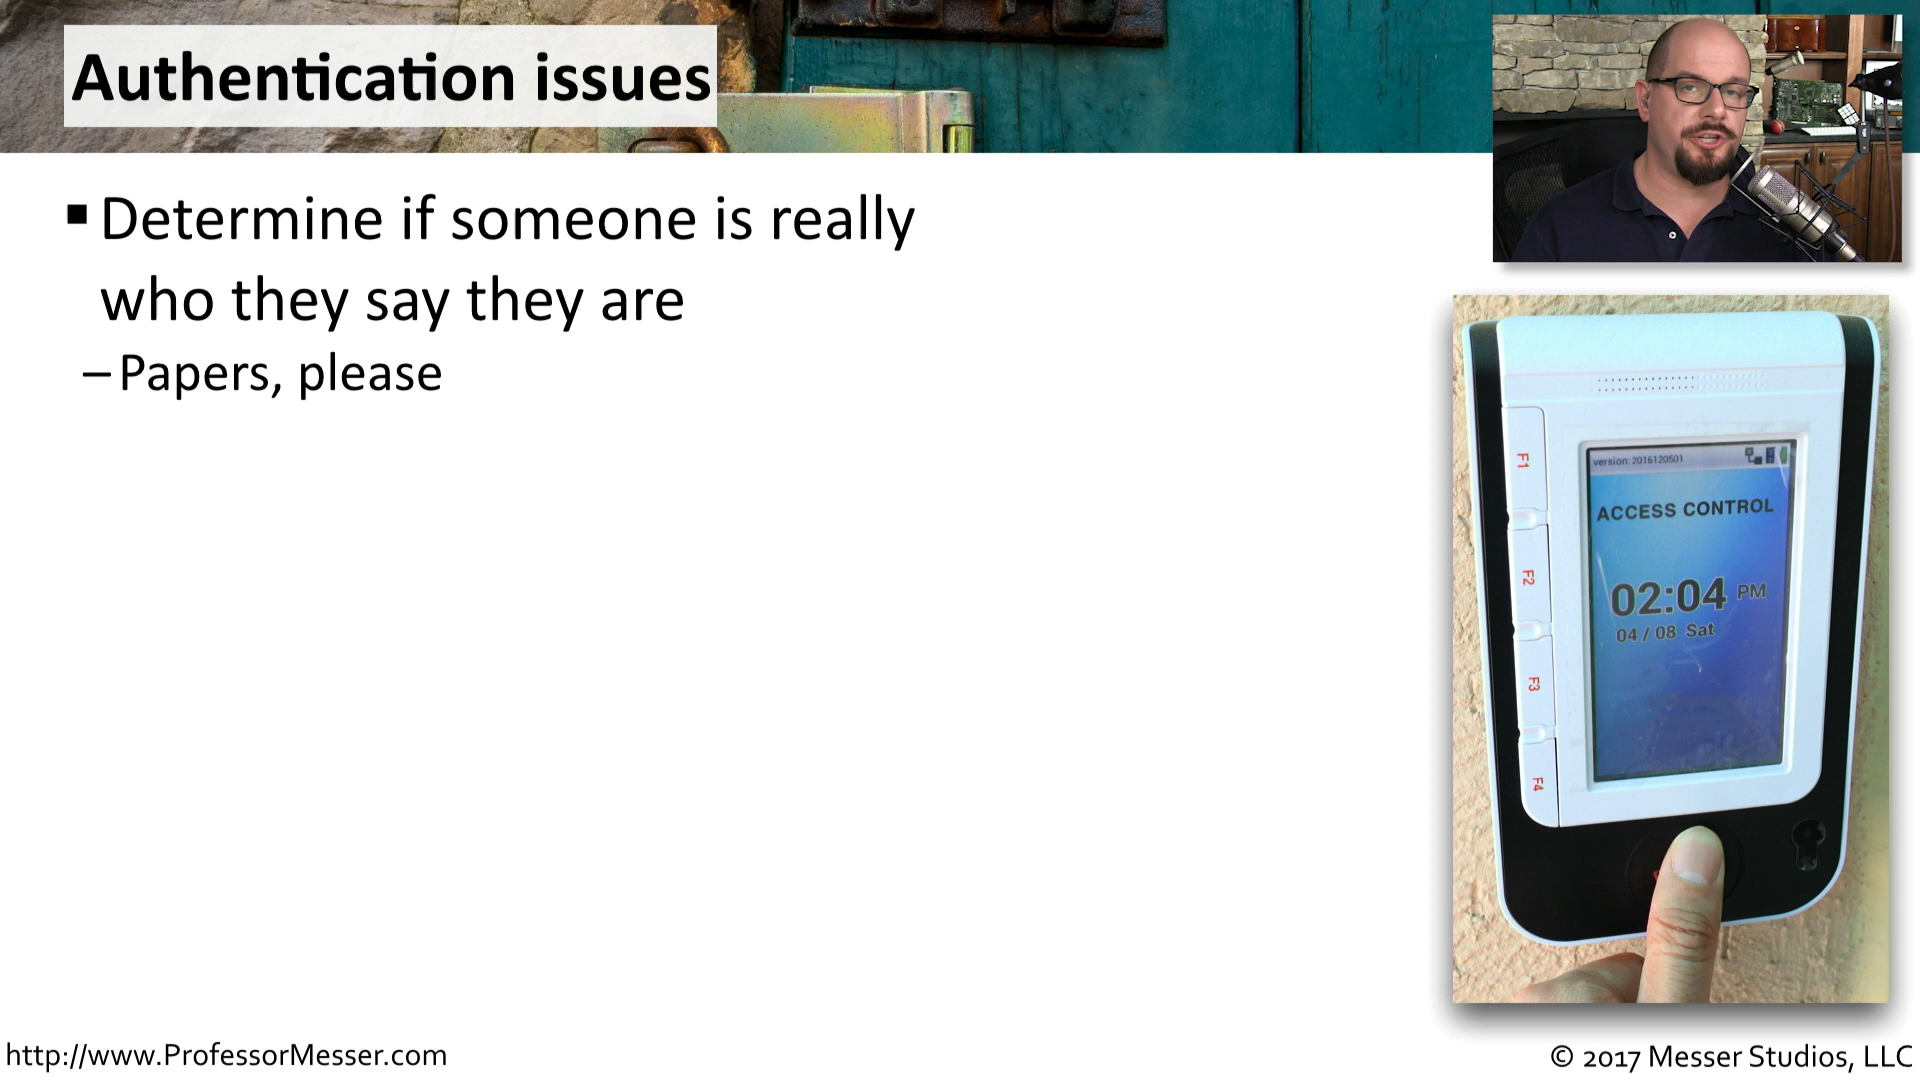 Authentication issues
▪ Determine if someone is really
who they say they are
– Papers, please
version: 2016120501
ACCESS CONTROL
02:04 PM
04 / 08 Sat
F1
F2
F3
F4
http://www.ProfessorMesser.com
© 2017 Messer Studios, LLC